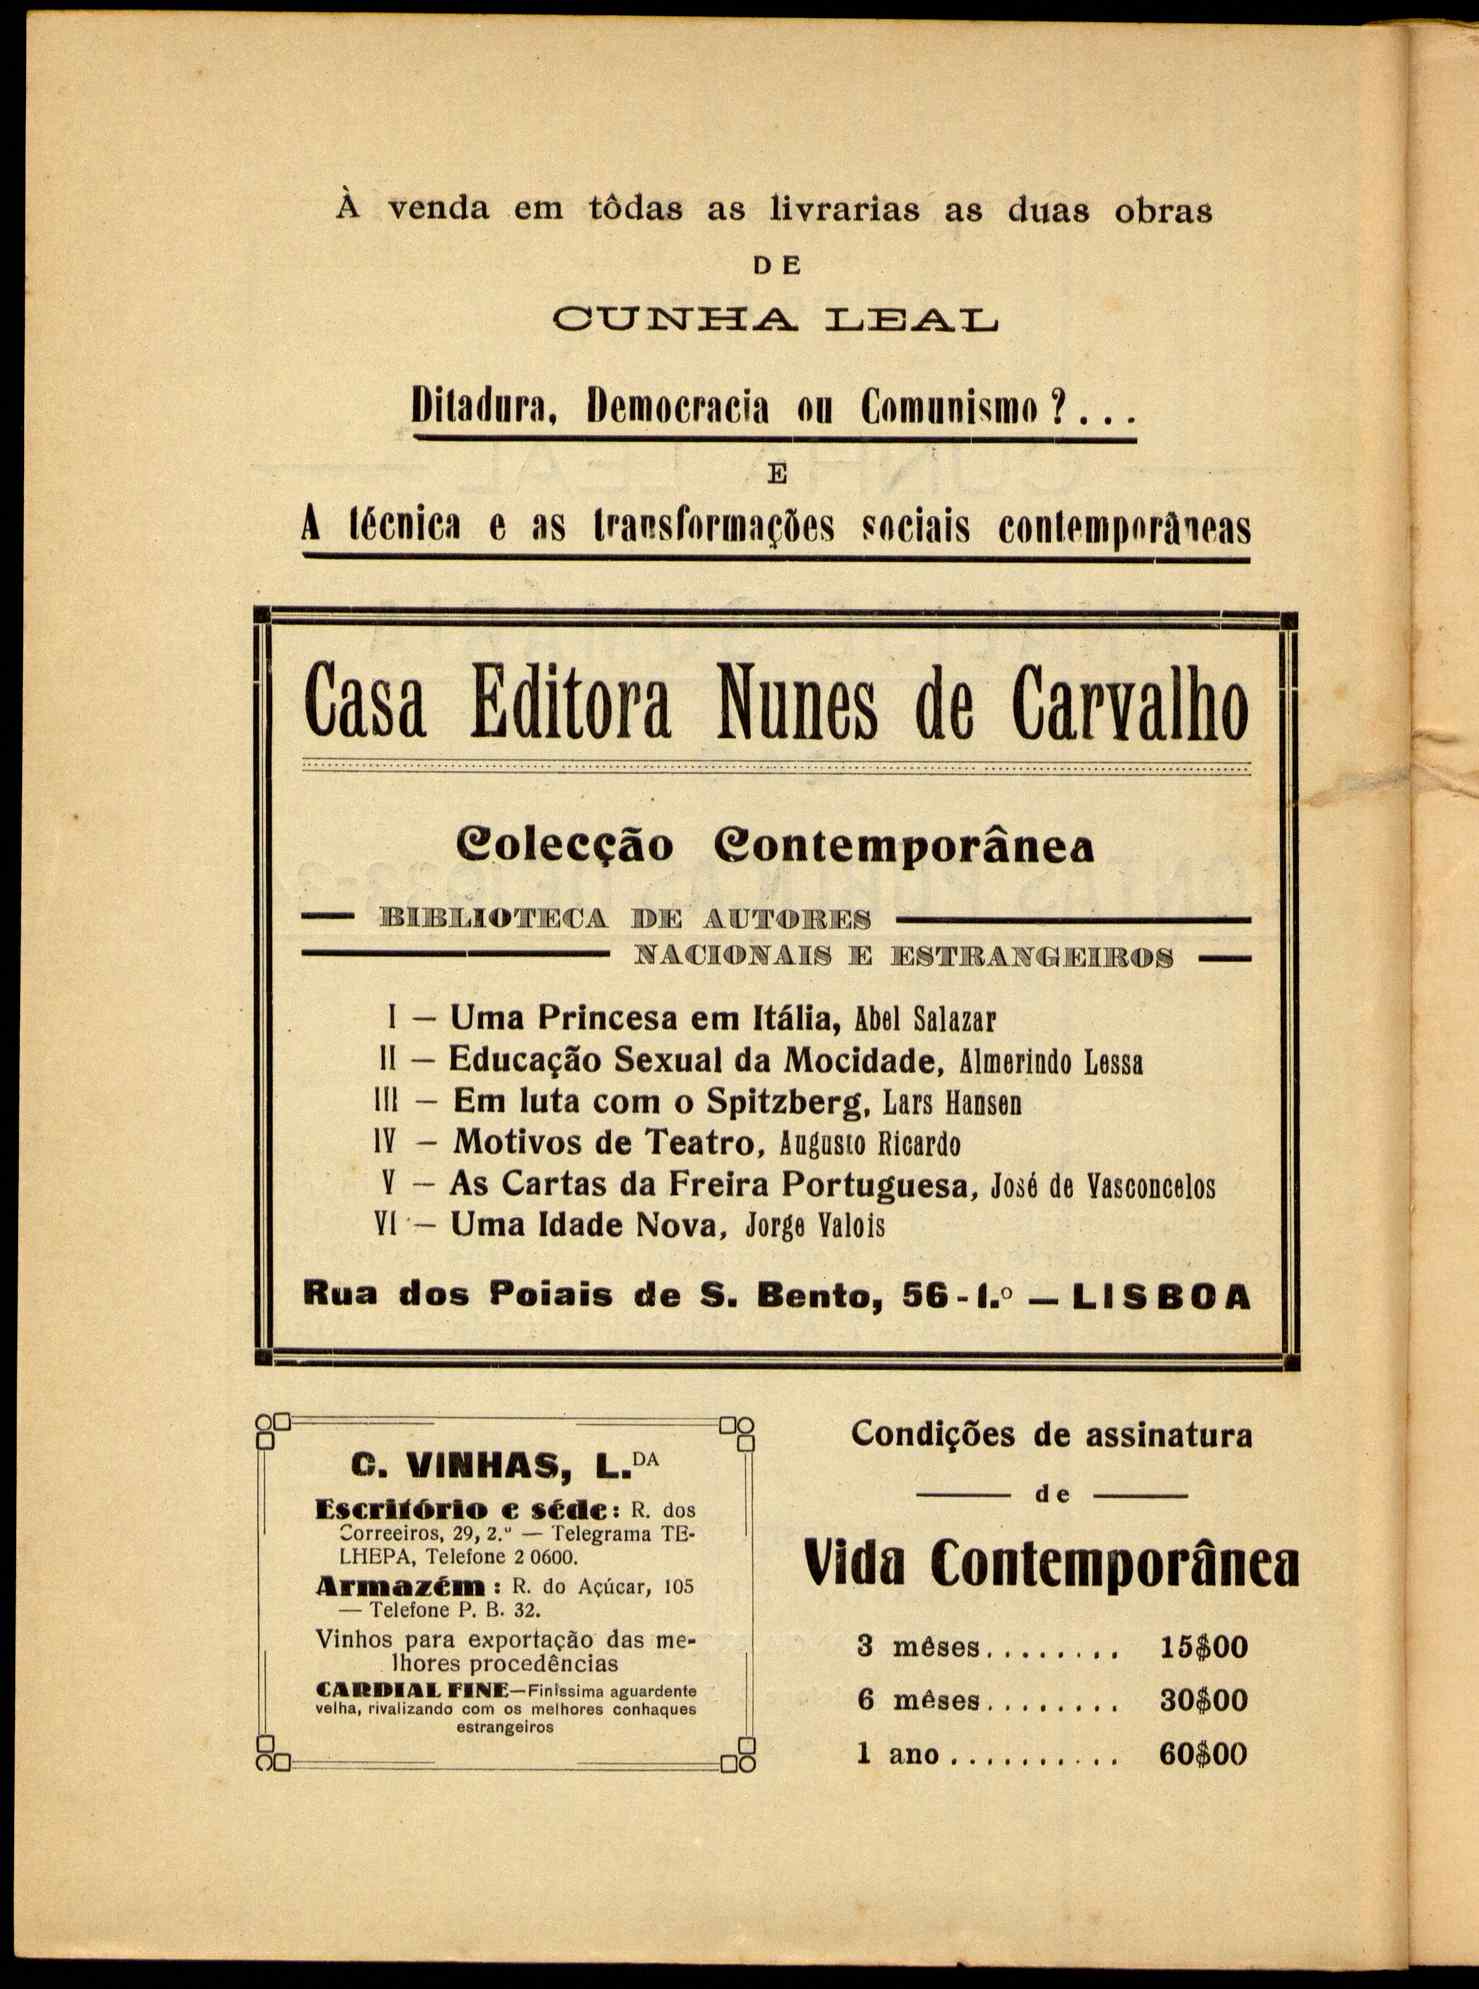 À venda em tôdas as livrarias as duas obras
DE
CUNHA LEAL
Ditadura, Democracia ou Comunismo?...
E
A técnica e as transformações sociais contemporâneas
Casa Editora Nunes de Carvalho
Colecção Contemporânea
BIBLIOTECA DE AUTORES
NACIONAIS E ESTRANGEIROS
I — Uma Princesa em Itália, Abel Salazar
II — Educação Sexual da Mocidade, Almerindo Lessa
III — Em luta com o Spitzberg, Lars Hansen
IV — Motivos de Teatro, Augusto Ricardo
V — As Cartas da Freira Portuguesa, José de Vasconcelos
VI — Uma Idade Nova, Jorge Valois
Rua dos Poiais de S. Bento, 56-1.º — LISBOA
C. VINHAS, L.DA
Escritório e séde: R. dos
Correeiros, 29, 2.º — Telegrama TE-
LHEPA, Telefone 2 0600.
Armazém: R. do Açúcar, 105
— Telefone P. B. 32.
Vinhos para exportação das me-
lhores procedências
CARDIAL FINE—Finíssima aguardente
velha, rivalizando com os melhores conhaques
estrangeiros
Condições de assinatura
de
Vida Contemporânea
3 mêses........ 15$00
6 mêses........ 30$00
1 ano.......... 60$00